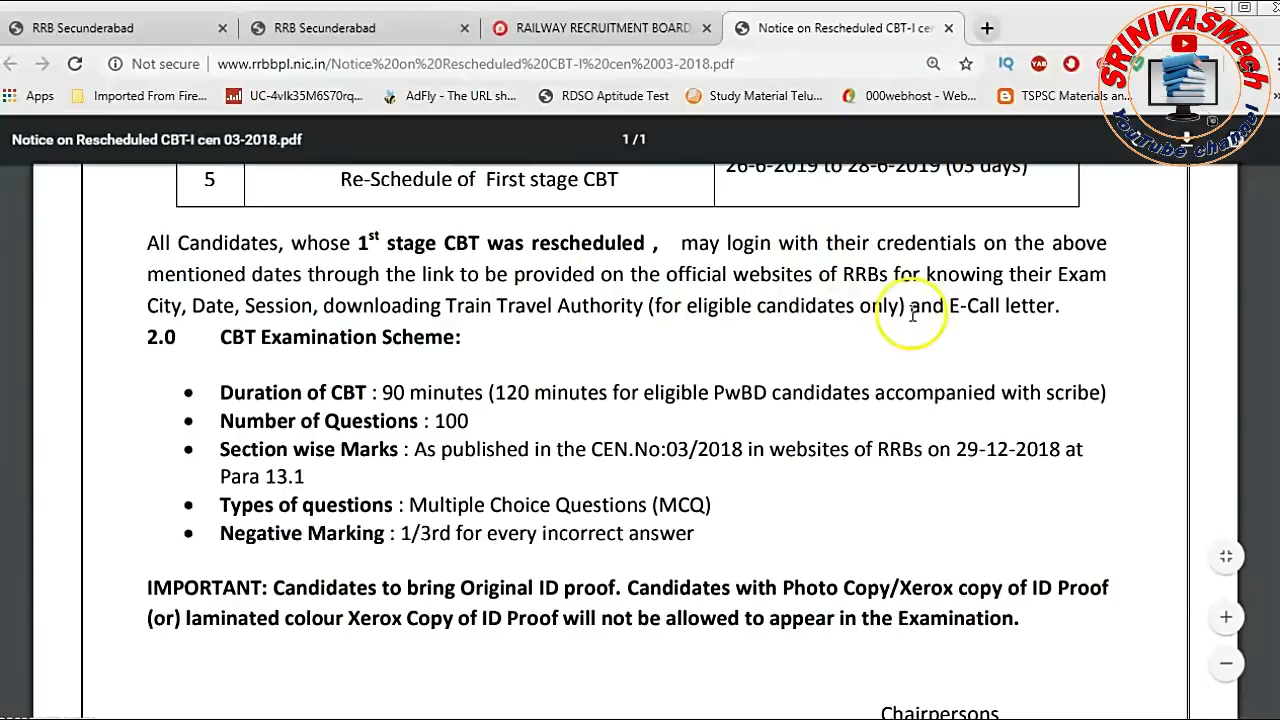 RRB Secunderabad
RRB Secunderabad
RAILWAY RECRUITMENT BOARD
Notice on Rescheduled CBT-I cen
SRINIVASMech
YouTube channel
Not secure
www.rrbbpl.nic.in/Notice%20on%20Rescheduled%20CBT-I%20cen%2003-2018.pdf
IQ
YAB
Apps
Imported From Fire...
UC-4vIk35M6S70rq...
AdFly - The URL ...
RDSO Aptitude Test
Study Material Telu...
000webhost - Web...
TSPSC Materials an...
Notice on Rescheduled CBT-I cen 03-2018.pdf
1 / 1
26-6-2019 to 28-6-2019 (03 days)
5
Re-Schedule of First stage CBT
All Candidates, whose 1st stage CBT was rescheduled , may login with their credentials on the above
mentioned dates through the link to be provided on the official websites of RRBs for knowing their Exam
City, Date, Session, downloading Train Travel Authority (for eligible candidates only) and E-Call letter.
2.0 CBT Examination Scheme:
• Duration of CBT : 90 minutes (120 minutes for eligible PwBD candidates accompanied with scribe)
• Number of Questions : 100
• Section wise Marks : As published in the CEN.No:03/2018 in websites of RRBs on 29-12-2018 at
Para 13.1
• Types of questions : Multiple Choice Questions (MCQ)
• Negative Marking : 1/3rd for every incorrect answer
IMPORTANT: Candidates to bring Original ID proof. Candidates with Photo Copy/Xerox copy of ID Proof
(or) laminated colour Xerox Copy of ID Proof will not be allowed to appear in the Examination.
Chairpersons